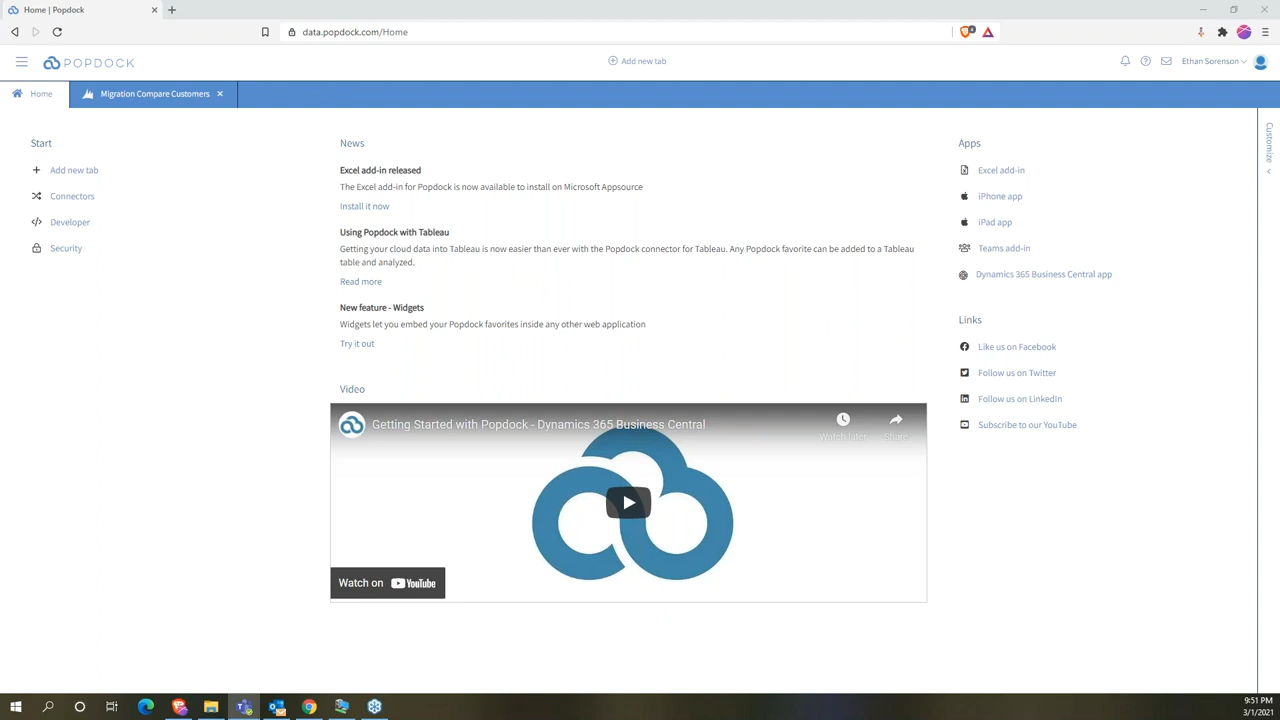 Home | Popdock
data.popdock.com/Home
POPDOCK
Add new tab
Ethan Sorenson
Home
Migration Compare Customers
Start
Add new tab
Connectors
Developer
Security
News
Excel add-in released
The Excel add-in for Popdock is now available to install on Microsoft Appsource
Install it now
Using Popdock with Tableau
Getting your cloud data into Tableau is now easier than ever with the Popdock connector for Tableau. Any Popdock favorite can be added to a Tableau
table and analyzed.
Read more
New feature - Widgets
Widgets let you embed your Popdock favorites inside any other web application
Try it out
Video
Getting Started with Popdock - Dynamics 365 Business Central
Watch later
Share
Watch on YouTube
Apps
Excel add-in
iPhone app
iPad app
Teams add-in
Dynamics 365 Business Central app
Links
Like us on Facebook
Follow us on Twitter
Follow us on LinkedIn
Subscribe to our YouTube
Customize
9:51 PM
3/1/2021